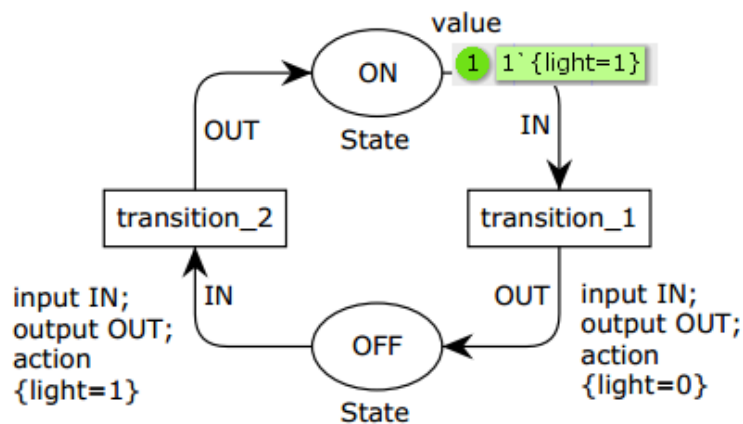 value
ON
1
1`{light=1}
State
OUT
IN
transition_2
transition_1
input IN;
output OUT;
action
{light=1}
IN
OUT
input IN;
output OUT;
action
{light=0}
OFF
State